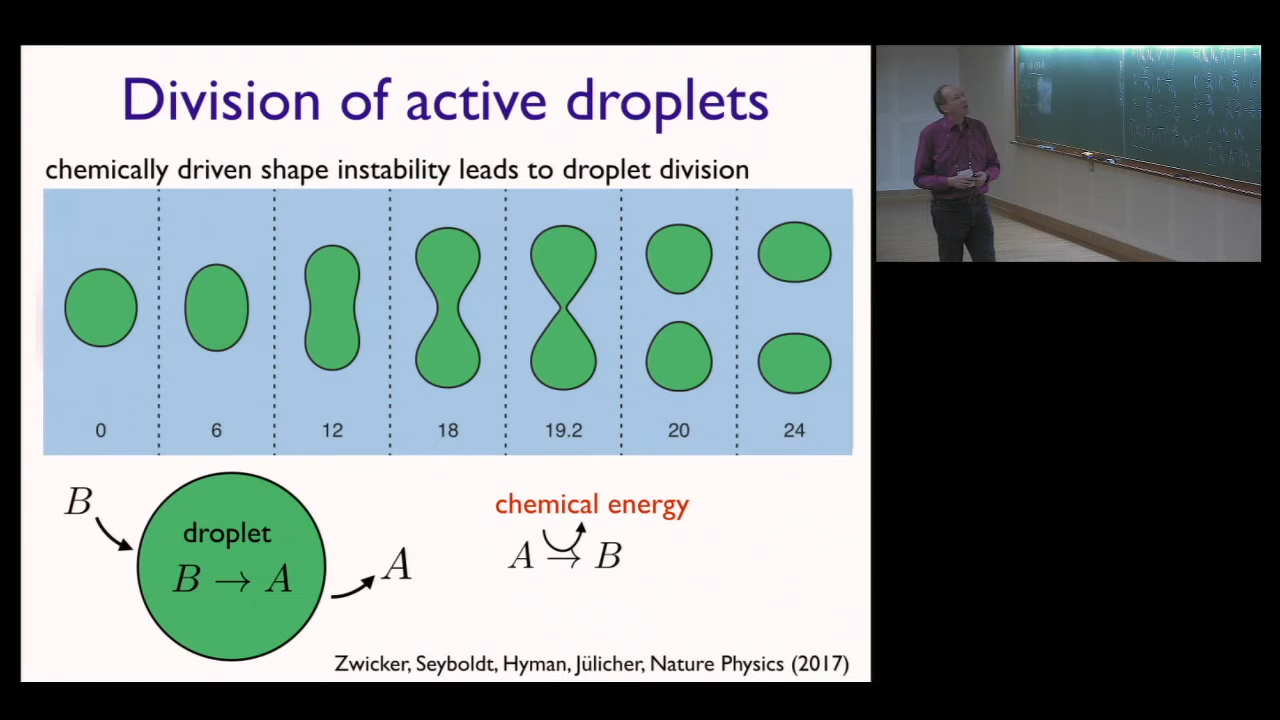 Division of active droplets
chemically driven shape instability leads to droplet division
0 6 12 18 19.2 20 24
B
droplet
B → A
A
chemical energy
A → B
Zwicker, Seyboldt, Hyman, Jülicher, Nature Physics (2017)